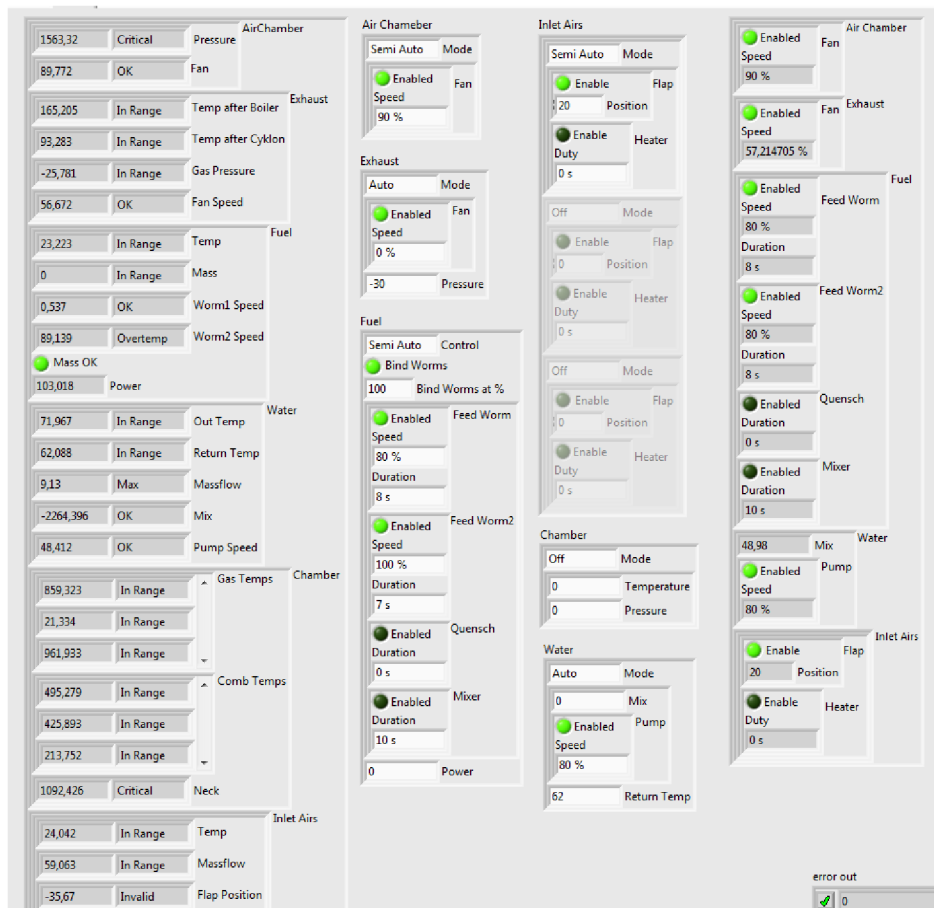 AirChamber
1563,32 Critical Pressure
89,772 OK Fan
Exhaust
165,205 In Range Temp after Boiler
93,283 In Range Temp after Cyklon
-25,781 In Range Gas Pressure
56,672 OK Fan Speed
Fuel
23,223 In Range Temp
0 In Range Mass
0,537 OK Worm1 Speed
89,139 Overtemp Worm2 Speed
Mass OK
103,018 Power
Water
71,967 In Range Out Temp
62,088 In Range Return Temp
9,13 Max Massflow
-2264,396 OK Mix
48,412 OK Pump Speed
Chamber
Gas Temps
859,323 In Range
21,334 In Range
961,933 In Range
Comb Temps
495,279 In Range
425,893 In Range
213,752 In Range
1092,426 Critical Neck
Inlet Airs
24,042 In Range Temp
59,063 In Range Massflow
-35,67 Invalid Flap Position
Air Chameber
Semi Auto Mode
Enabled Fan
Speed
90 %
Exhaust
Auto Mode
Enabled Fan
Speed
0 %
-30 Pressure
Fuel
Semi Auto Control
Bind Worms
100 Bind Worms at %
Enabled Feed Worm
Speed
80 %
Duration
8 s
Enabled Feed Worm2
Speed
100 %
Duration
7 s
Enabled Quensch
Duration
0 s
Enabled Mixer
Duration
10 s
0 Power
Inlet Airs
Semi Auto Mode
Enable Flap
20 Position
Enable Heater
Duty
0 s
Off Mode
Enable Flap
0 Position
Enable Heater
Duty
0 s
Off Mode
Enable Flap
0 Position
Enable Heater
Duty
0 s
Chamber
Off Mode
0 Temperature
0 Pressure
Water
Auto Mode
0 Mix
Enabled Pump
Speed
80 %
62 Return Temp
Air Chamber
Enabled Fan
Speed
90 %
Exhaust
Enabled Fan
Speed
57,214705 %
Fuel
Enabled Feed Worm
Speed
80 %
Duration
8 s
Enabled Feed Worm2
Speed
80 %
Duration
8 s
Enabled Quensch
Duration
0 s
Enabled Mixer
Duration
10 s
Water
48,98 Mix
Enabled Pump
Speed
80 %
Inlet Airs
Enable Flap
20 Position
Enable Heater
Duty
0 s
error out
0